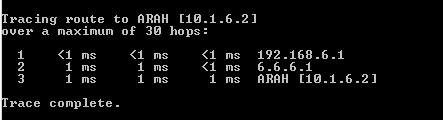 Tracing route to ARAH [10.1.6.2]
over a maximum of 30 hops:
1 <1 ms <1 ms <1 ms 192.168.6.1
2 1 ms 1 ms <1 ms 6.6.6.1
3 1 ms 1 ms 1 ms ARAH [10.1.6.2]
Trace complete.